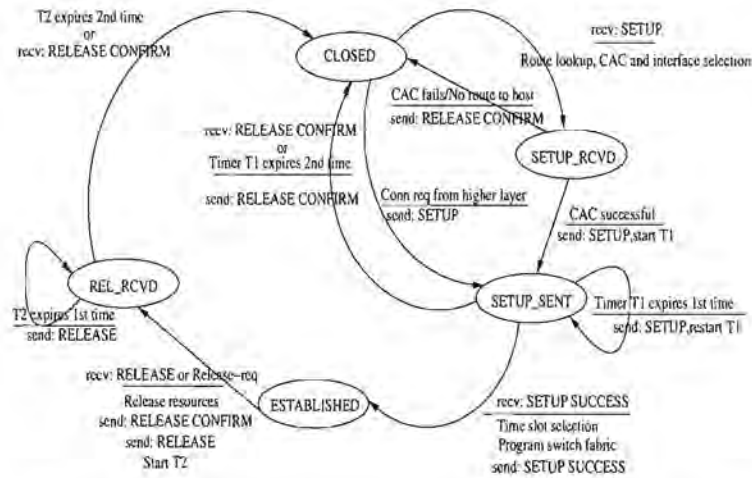 T2 expires 2nd time
or
recv: RELEASE CONFIRM
CLOSED
recv: SETUP
Route lookup, CAC and interface selection
CAC fails/No route to host
send: RELEASE CONFIRM
SETUP_RCVD
recv: RELEASE CONFIRM
or
Timer T1 expires 2nd time
send: RELEASE CONFIRM
Conn req from higher layer
send: SETUP
CAC successful
send: SETUP,start T1
REL_RCVD
SETUP_SENT
T2 expires 1st time
send: RELEASE
Timer T1 expires 1st time
send: SETUP,restart T1
recv: RELEASE or Release-req
Release resources
send: RELEASE CONFIRM
send: RELEASE
Start T2
ESTABLISHED
recv: SETUP SUCCESS
Time slot selection
Program switch fabric
send: SETUP SUCCESS